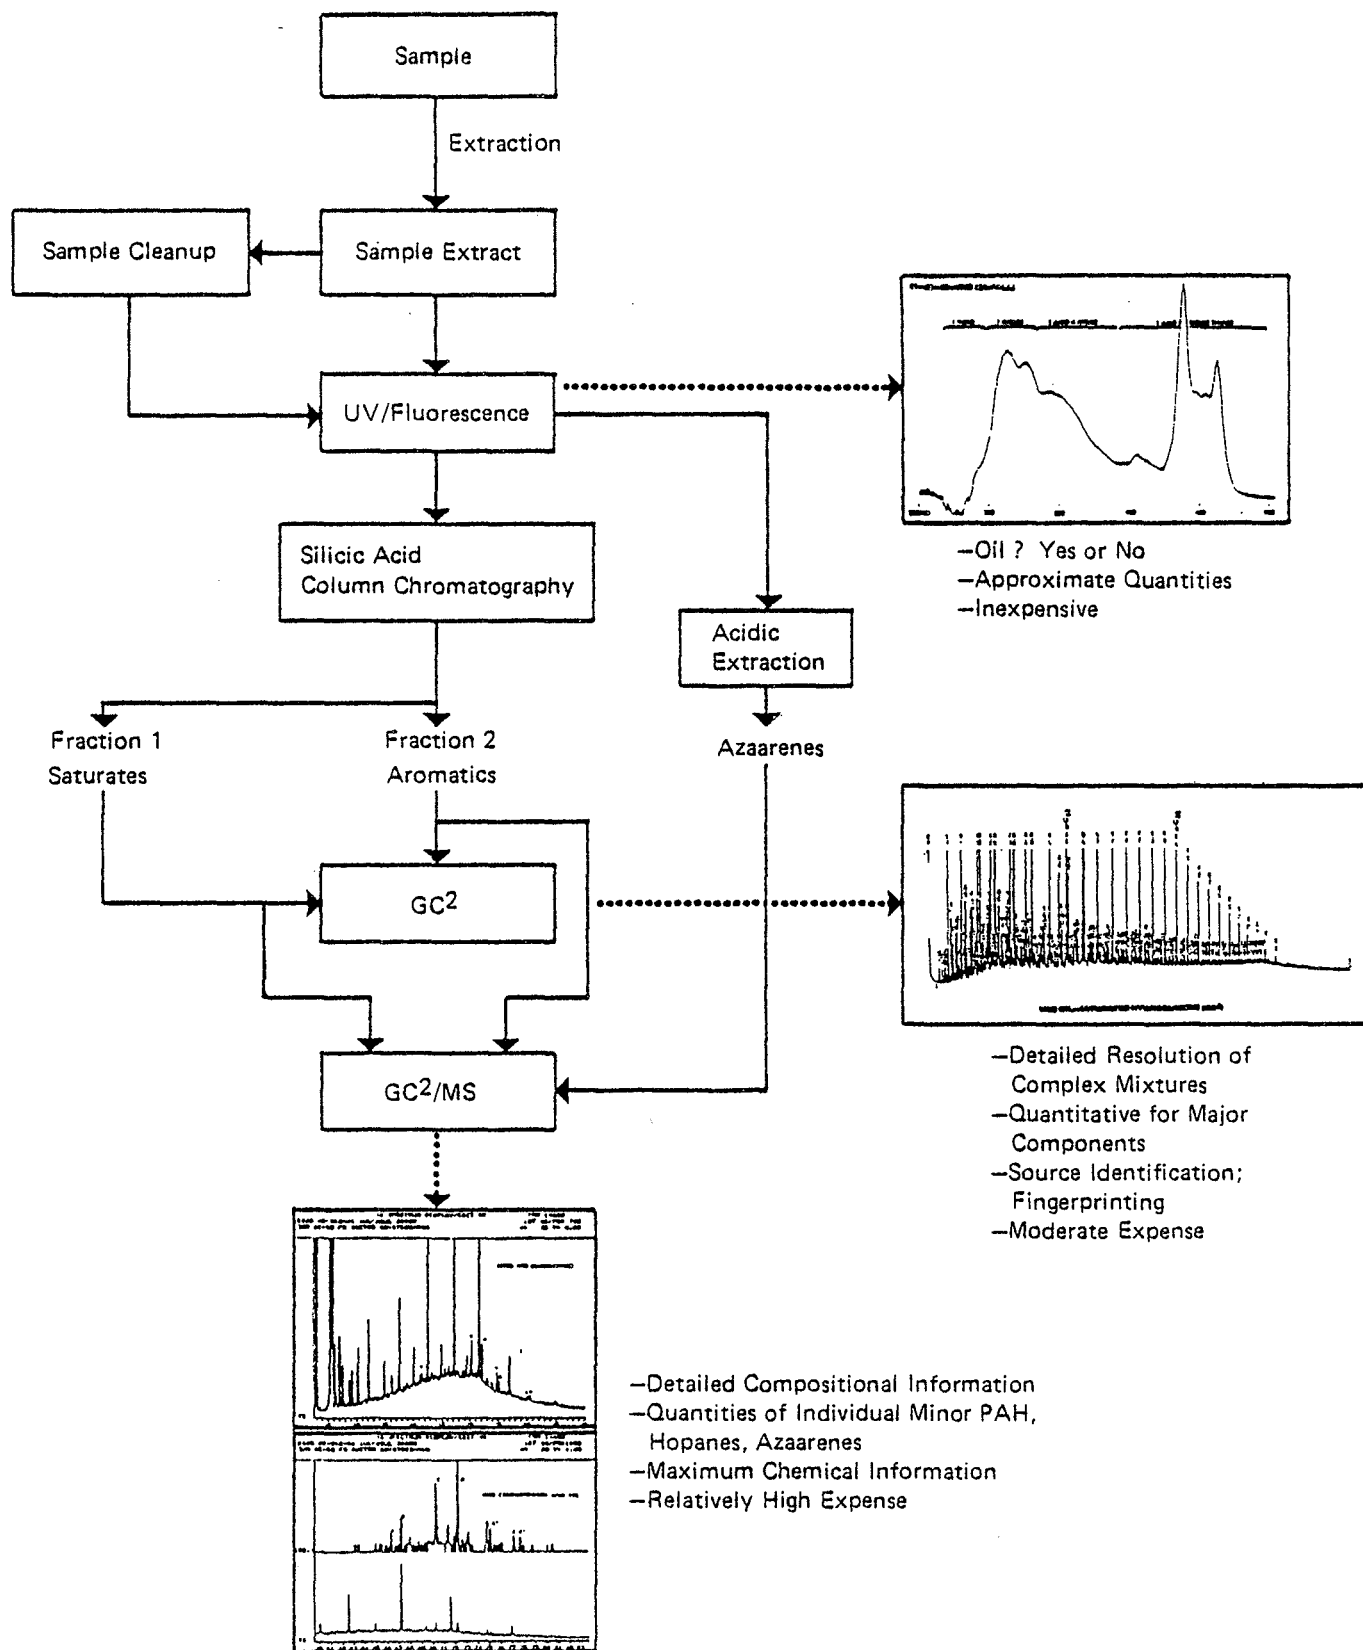 Sample
Extraction
Sample Cleanup
Sample Extract
UV/Fluorescence
—Oil ? Yes or No
—Approximate Quantities
—Inexpensive
Silicic Acid
Column Chromatography
Acidic
Extraction
Fraction 1
Saturates
Fraction 2
Aromatics
Azaarenes
GC²
—Detailed Resolution of
Complex Mixtures
—Quantitative for Major
Components
—Source Identification;
Fingerprinting
—Moderate Expense
GC²/MS
—Detailed Compositional Information
—Quantities of Individual Minor PAH,
Hopanes, Azaarenes
—Maximum Chemical Information
—Relatively High Expense